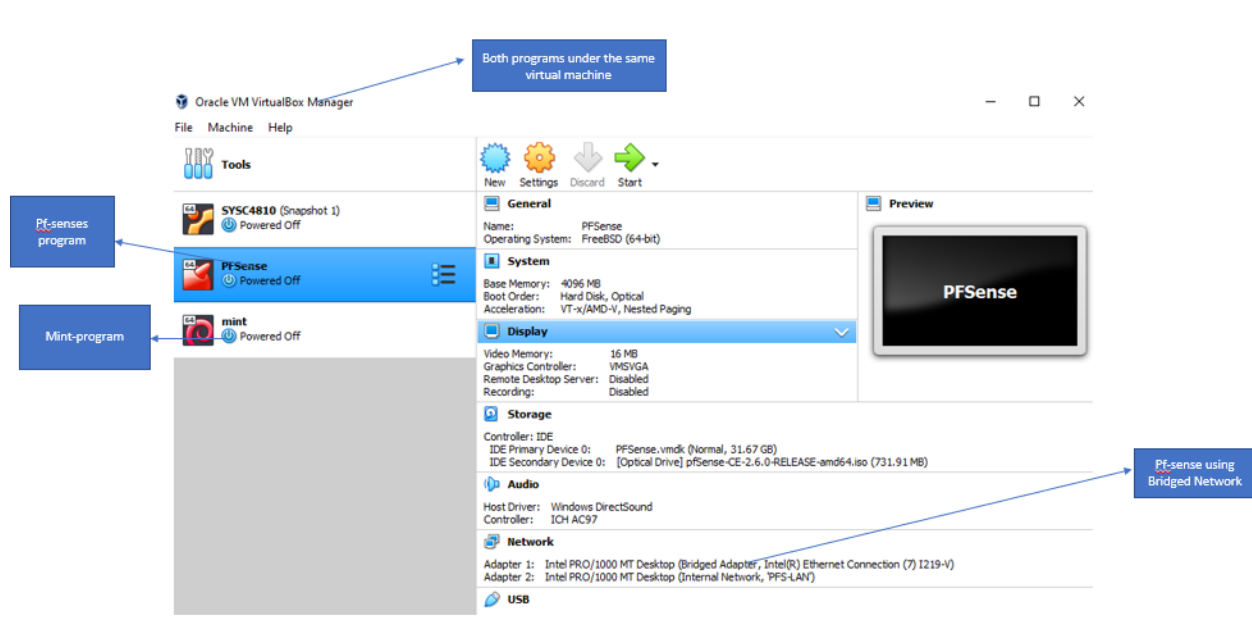 Both programs under the same
virtual machine
Oracle VM VirtualBox Manager
File Machine Help
Tools
New Settings Discard Start
64
SYSC4810 (Snapshot 1)
Powered Off
Pf-senses
program
64
PFSense
Powered Off
Mint-program
64
mint
Powered Off
General
Name: PFSense
Operating System: FreeBSD (64-bit)
System
Base Memory: 4096 MB
Boot Order: Hard Disk, Optical
Acceleration: VT-x/AMD-V, Nested Paging
Display
Video Memory: 16 MB
Graphics Controller: VMSVGA
Remote Desktop Server: Disabled
Recording: Disabled
Preview
PFSense
Storage
Controller: IDE
IDE Primary Device 0: PFSense.vmdk (Normal, 31.67 GB)
IDE Secondary Device 0: [Optical Drive] pfSense-CE-2.6.0-RELEASE-amd64.iso (731.91 MB)
Audio
Host Driver: Windows DirectSound
Controller: ICH AC97
Network
Adapter 1: Intel PRO/1000 MT Desktop (Bridged Adapter, Intel(R) Ethernet Connection (7) I219-V)
Adapter 2: Intel PRO/1000 MT Desktop (Internal Network, 'PFS-LAN')
USB
Pf-sense using
Bridged Network